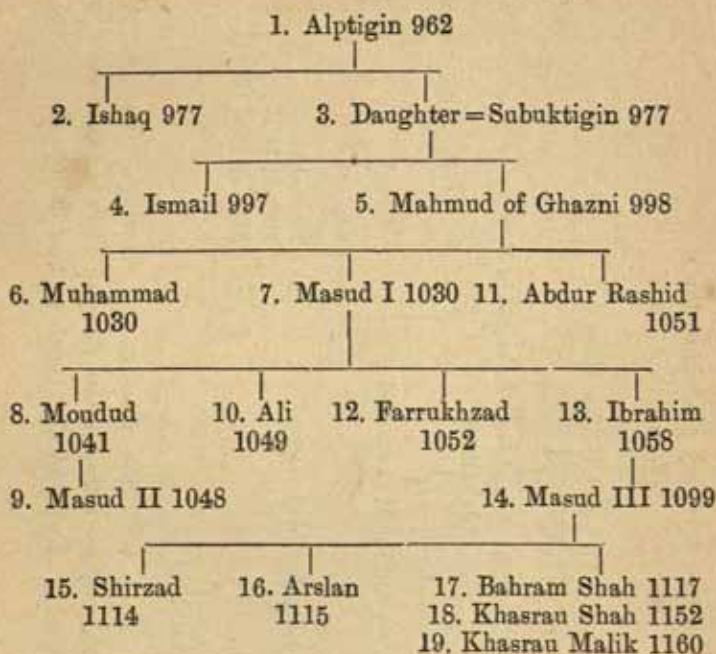 1. Alptigin 962
2. Ishaq 977 3. Daughter=Subuktigin 977
4. Ismail 997 5. Mahmud of Ghazni 998
6. Muhammad 7. Masud I 1030 11. Abdur Rashid
1030 1051
8. Moudud 10. Ali 12. Farrukhzad 13. Ibrahim
1041 1049 1052 1058
9. Masud II 1048 14. Masud III 1099
15. Shirzad 16. Arslan 17. Bahram Shah 1117
1114 1115 18. Khasrau Shah 1152
19. Khasrau Malik 1160